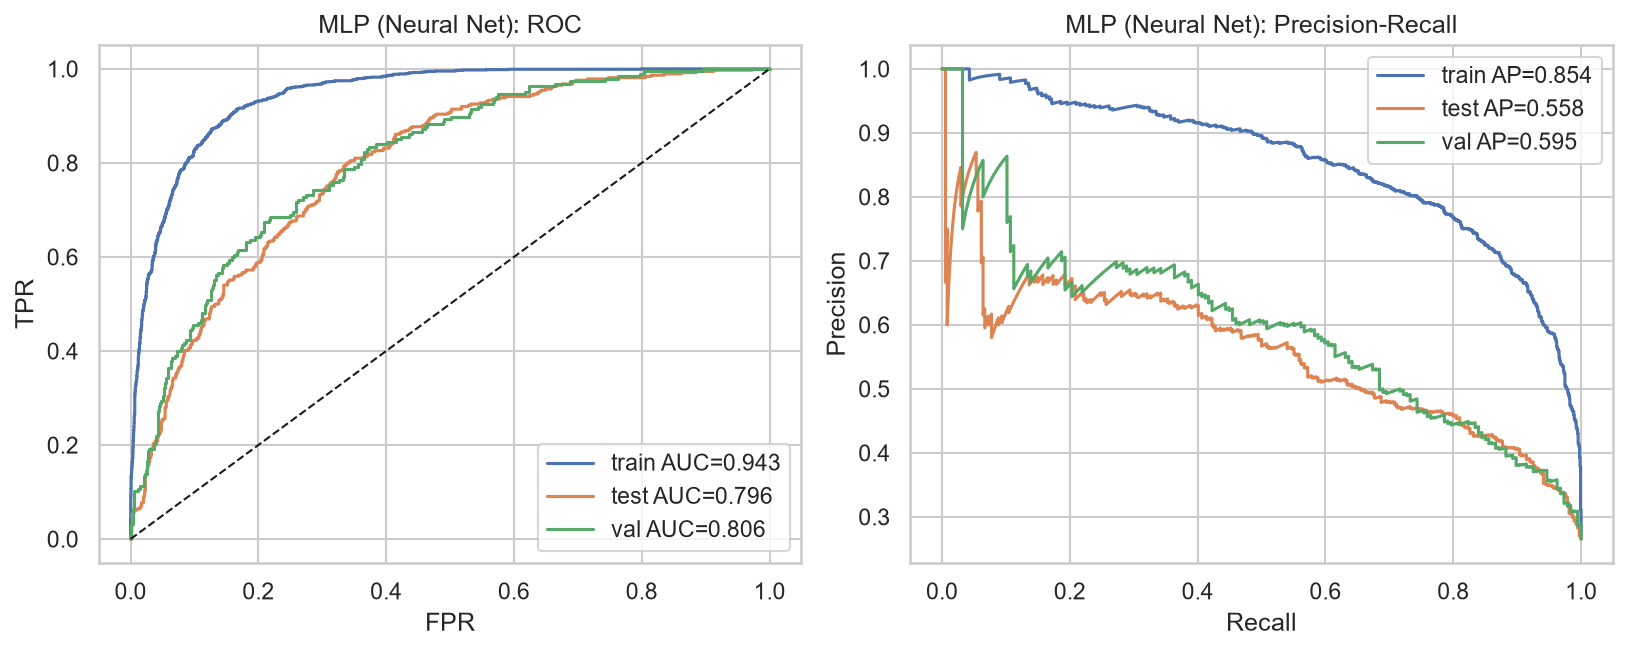 MLP (Neural Net): ROC
1.0
0.8
0.6
0.4
0.2
0.0
TPR
0.0 0.2 0.4 0.6 0.8 1.0
FPR
train AUC=0.943
test AUC=0.796
val AUC=0.806
MLP (Neural Net): Precision-Recall
1.0
0.9
0.8
0.7
0.6
0.5
0.4
0.3
Precision
0.0 0.2 0.4 0.6 0.8 1.0
Recall
train AP=0.854
test AP=0.558
val AP=0.595